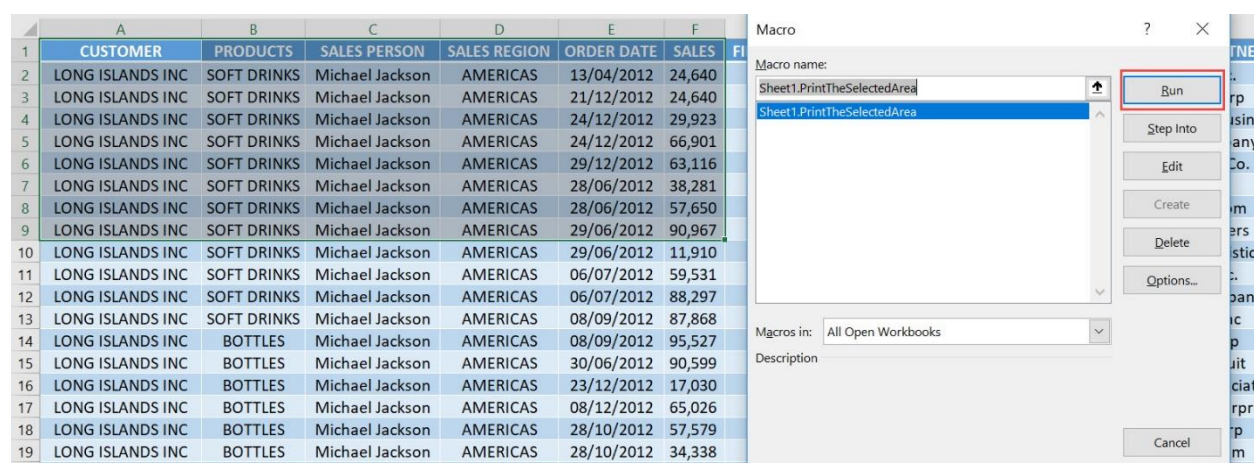 A B C D E F
1 CUSTOMER PRODUCTS SALES PERSON SALES REGION ORDER DATE SALES
2 LONG ISLANDS INC SOFT DRINKS Michael Jackson AMERICAS 13/04/2012 24,640
3 LONG ISLANDS INC SOFT DRINKS Michael Jackson AMERICAS 21/12/2012 24,640
4 LONG ISLANDS INC SOFT DRINKS Michael Jackson AMERICAS 24/12/2012 29,923
5 LONG ISLANDS INC SOFT DRINKS Michael Jackson AMERICAS 24/12/2012 66,901
6 LONG ISLANDS INC SOFT DRINKS Michael Jackson AMERICAS 29/12/2012 63,116
7 LONG ISLANDS INC SOFT DRINKS Michael Jackson AMERICAS 28/06/2012 38,281
8 LONG ISLANDS INC SOFT DRINKS Michael Jackson AMERICAS 28/06/2012 57,650
9 LONG ISLANDS INC SOFT DRINKS Michael Jackson AMERICAS 29/06/2012 90,967
10 LONG ISLANDS INC SOFT DRINKS Michael Jackson AMERICAS 29/06/2012 11,910
11 LONG ISLANDS INC SOFT DRINKS Michael Jackson AMERICAS 06/07/2012 59,531
12 LONG ISLANDS INC SOFT DRINKS Michael Jackson AMERICAS 06/07/2012 88,297
13 LONG ISLANDS INC SOFT DRINKS Michael Jackson AMERICAS 08/09/2012 87,868
14 LONG ISLANDS INC BOTTLES Michael Jackson AMERICAS 08/09/2012 95,527
15 LONG ISLANDS INC BOTTLES Michael Jackson AMERICAS 30/06/2012 90,599
16 LONG ISLANDS INC BOTTLES Michael Jackson AMERICAS 23/12/2012 17,030
17 LONG ISLANDS INC BOTTLES Michael Jackson AMERICAS 08/12/2012 65,026
18 LONG ISLANDS INC BOTTLES Michael Jackson AMERICAS 28/10/2012 57,579
19 LONG ISLANDS INC BOTTLES Michael Jackson AMERICAS 28/10/2012 34,338
Macro ? ×
Macro name:
Sheet1.PrintTheSelectedArea
Sheet1.PrintTheSelectedArea
Run
Step Into
Edit
Create
Delete
Options...
Macros in: All Open Workbooks
Description
Cancel